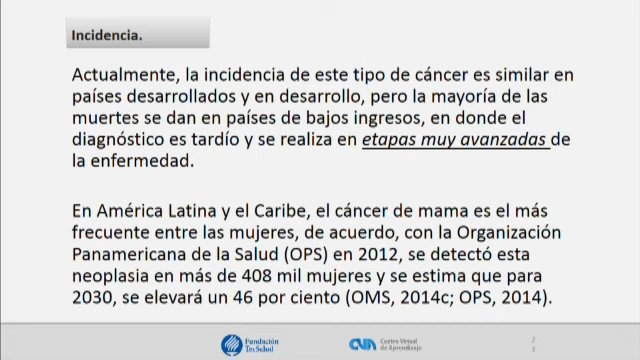 Incidencia.
Actualmente, la incidencia de este tipo de cáncer es similar en
países desarrollados y en desarrollo, pero la mayoría de las
muertes se dan en países de bajos ingresos, en donde el
diagnóstico es tardío y se realiza en etapas muy avanzadas de
la enfermedad.
En América Latina y el Caribe, el cáncer de mama es el más
frecuente entre las mujeres, de acuerdo, con la Organización
Panamericana de la Salud (OPS) en 2012, se detectó esta
neoplasia en más de 408 mil mujeres y se estima que para
2030, se elevará un 46 por ciento (OMS, 2014c; OPS, 2014).
Fundación
TecSalud
CVA
Centro Virtual
de Aprendizaje